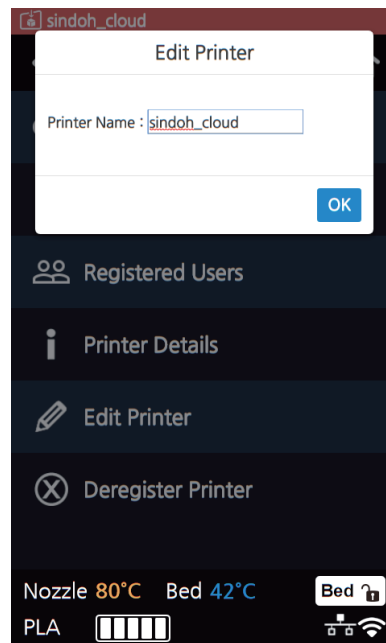 sindoh_cloud
Edit Printer
Printer Name : sindoh_cloud
OK
Registered Users
Printer Details
Edit Printer
Deregister Printer
Nozzle 80°C Bed 42°C Bed
PLA